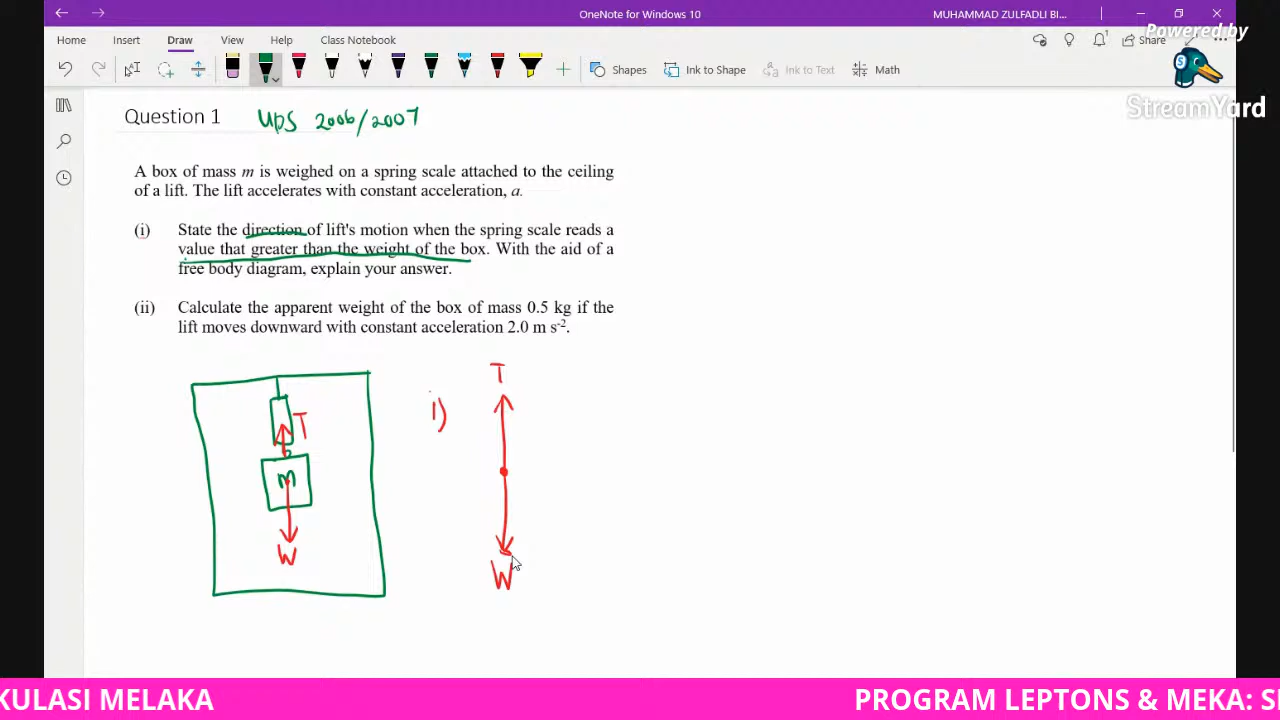 OneNote for Windows 10
MUHAMMAD ZULFADLI BI...
Powered by
Home Insert Draw View Help Class Notebook
Share
Shapes Ink to Shape Ink to Text Math
StreamYard
Question 1 UPS 2006/2007
A box of mass m is weighed on a spring scale attached to the ceiling
of a lift. The lift accelerates with constant acceleration, a.
(i) State the direction of lift's motion when the spring scale reads a
value that greater than the weight of the box. With the aid of a
free body diagram, explain your answer.
(ii) Calculate the apparent weight of the box of mass 0.5 kg if the
lift moves downward with constant acceleration 2.0 m s⁻².
T
i)
T
m
W
W
KULASI MELAKA
PROGRAM LEPTONS & MEKA: S